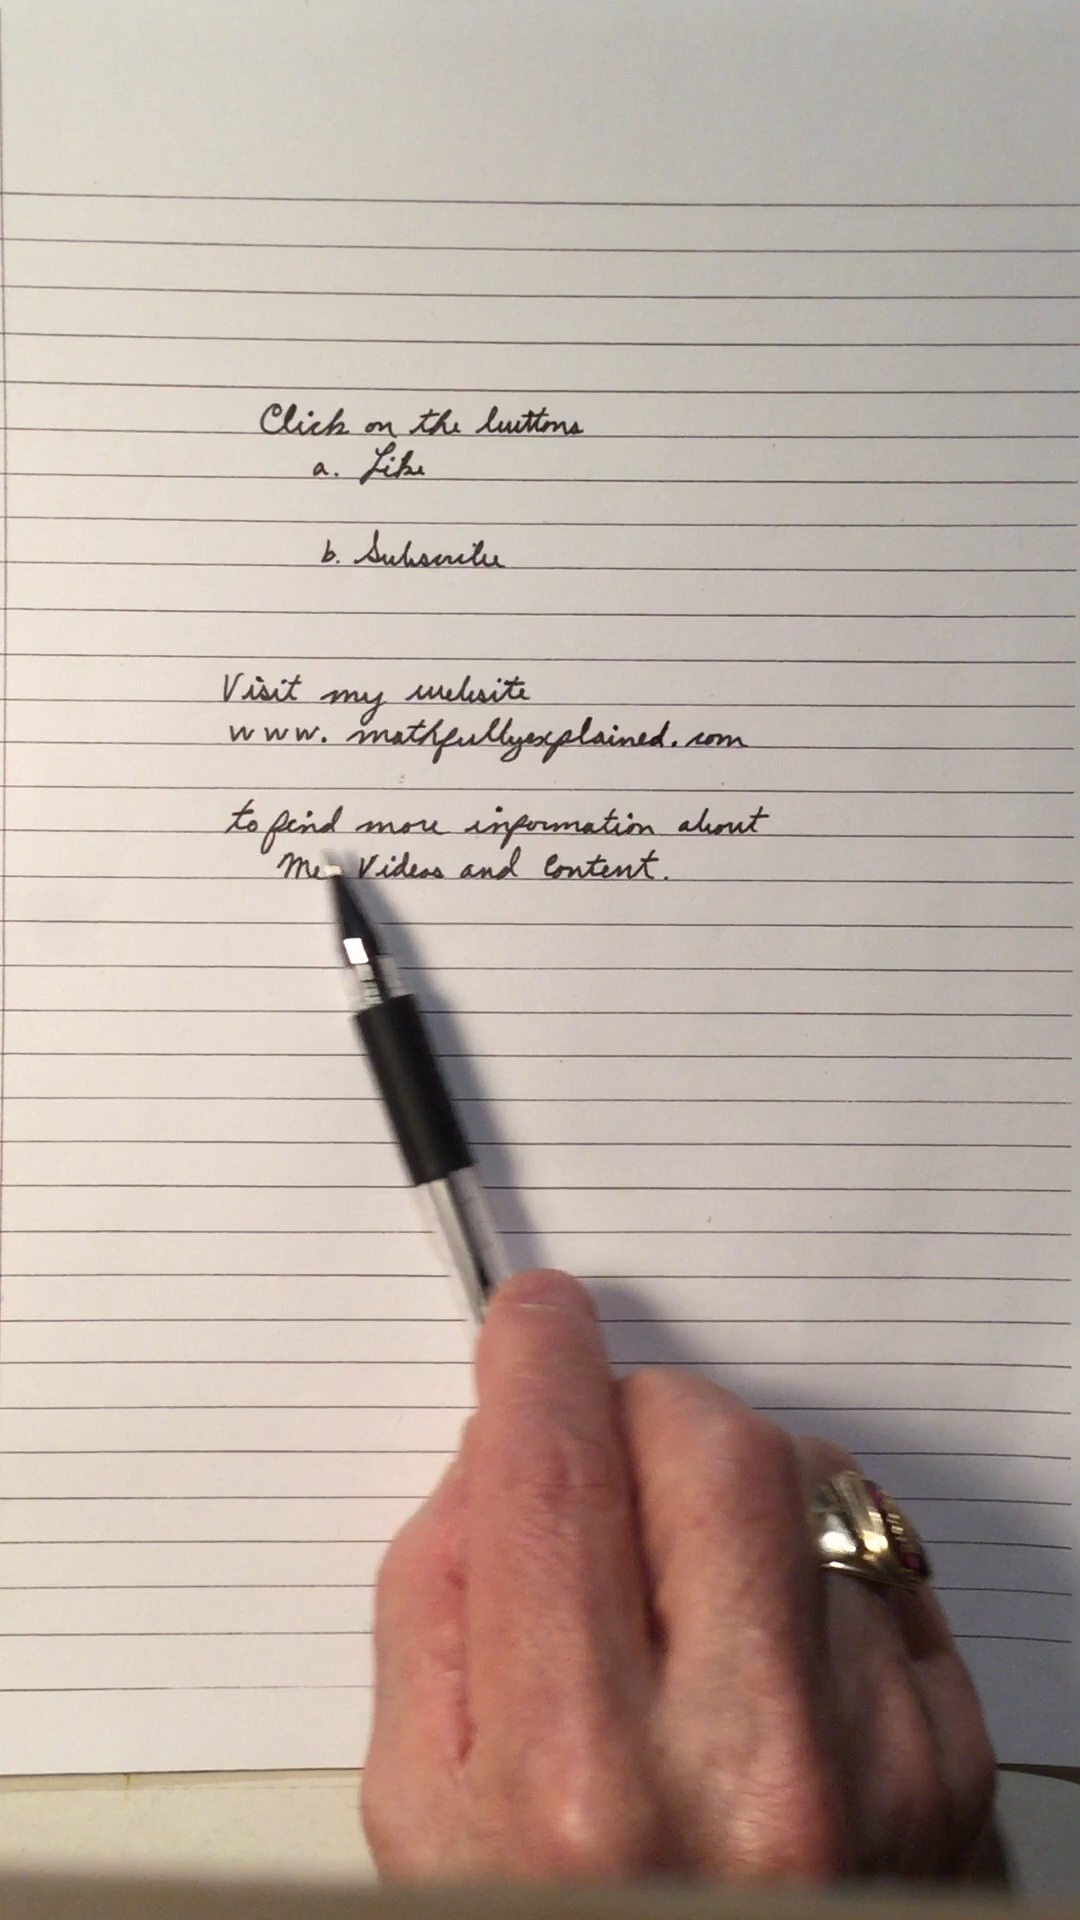 Click on the buttons
a. Like
b. Subscribe
Visit my website
www.mathfullyexplained.com
to find more information about
Me, Videos and Content.